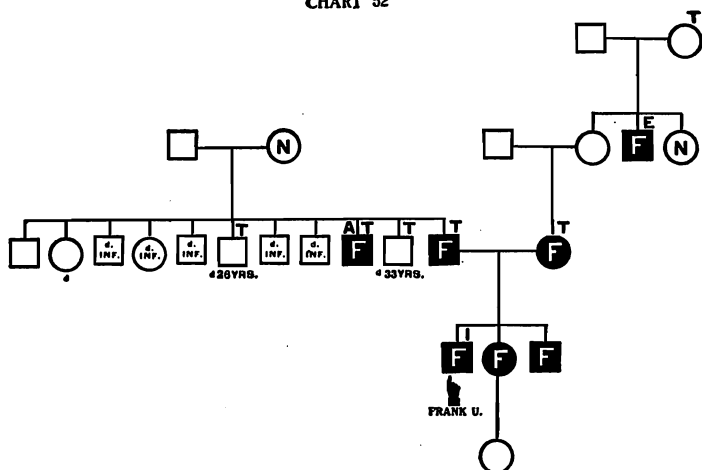 CHART 52
T
E
F
N
N
T
T
A T
T
T
d. INF.
d. INF.
d. INF.
d. INF.
d. INF.
F
F
F
d
d 26 YRS.
d 33 YRS.
I
F
F
F
FRANK U.